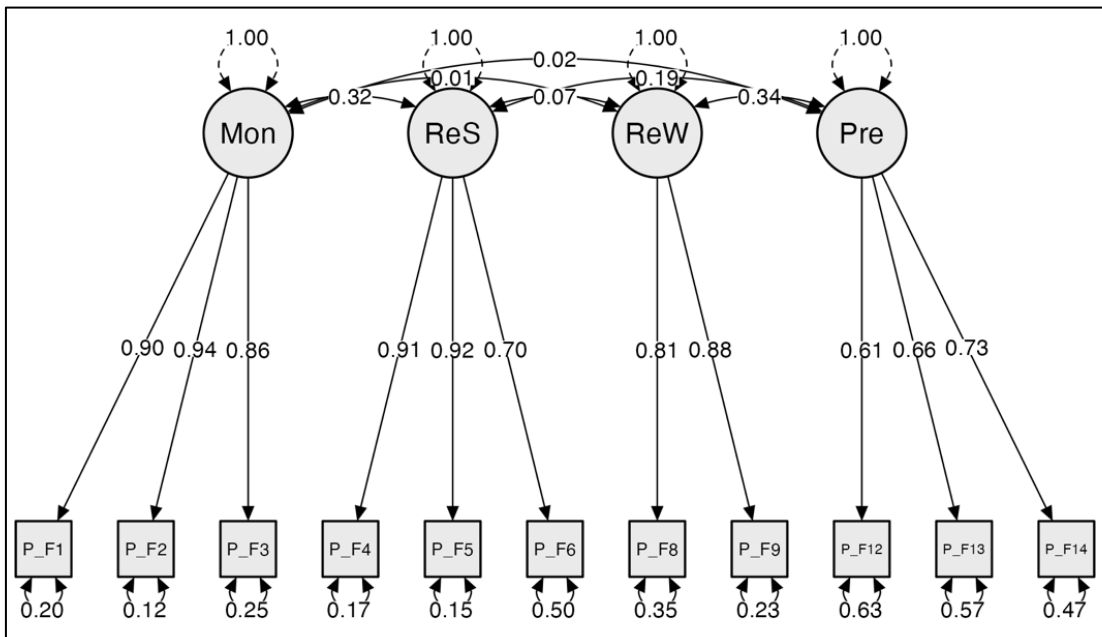 1.00 1.00 1.00 1.00
0.02
0.01 0.19
0.32 0.07 0.34
Mon ReS ReW Pre
0.90 0.94 0.86 0.91 0.92 0.70 0.81 0.88 0.61 0.66 0.73
P_F1 P_F2 P_F3 P_F4 P_F5 P_F6 P_F8 P_F9 P_F12 P_F13 P_F14
0.20 0.12 0.25 0.17 0.15 0.50 0.35 0.23 0.63 0.57 0.47